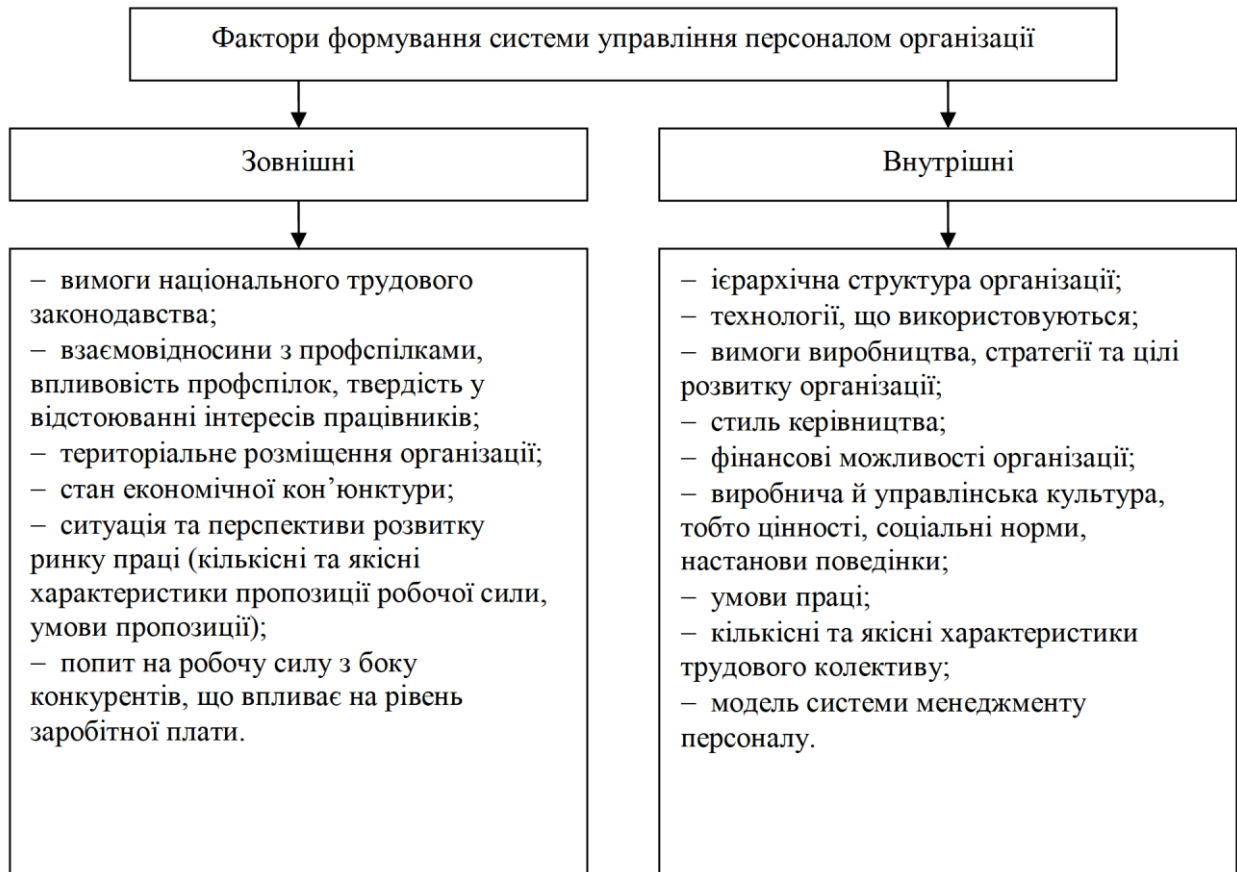 Фактори формування системи управління персоналом організації
Зовнішні
– вимоги національного трудового
законодавства;
– взаємовідносини з профспілками,
впливовість профспілок, твердість у
відстоюванні інтересів працівників;
– територіальне розміщення організації;
– стан економічної кон’юнктури;
– ситуація та перспективи розвитку
ринку праці (кількісні та якісні
характеристики пропозиції робочої сили,
умови пропозиції);
– попит на робочу силу з боку
конкурентів, що впливає на рівень
заробітної плати.
Внутрішні
– ієрархічна структура організації;
– технології, що використовуються;
– вимоги виробництва, стратегії та цілі
розвитку організації;
– стиль керівництва;
– фінансові можливості організації;
– виробнича й управлінська культура,
тобто цінності, соціальні норми,
настанови поведінки;
– умови праці;
– кількісні та якісні характеристики
трудового колективу;
– модель системи менеджменту
персоналу.